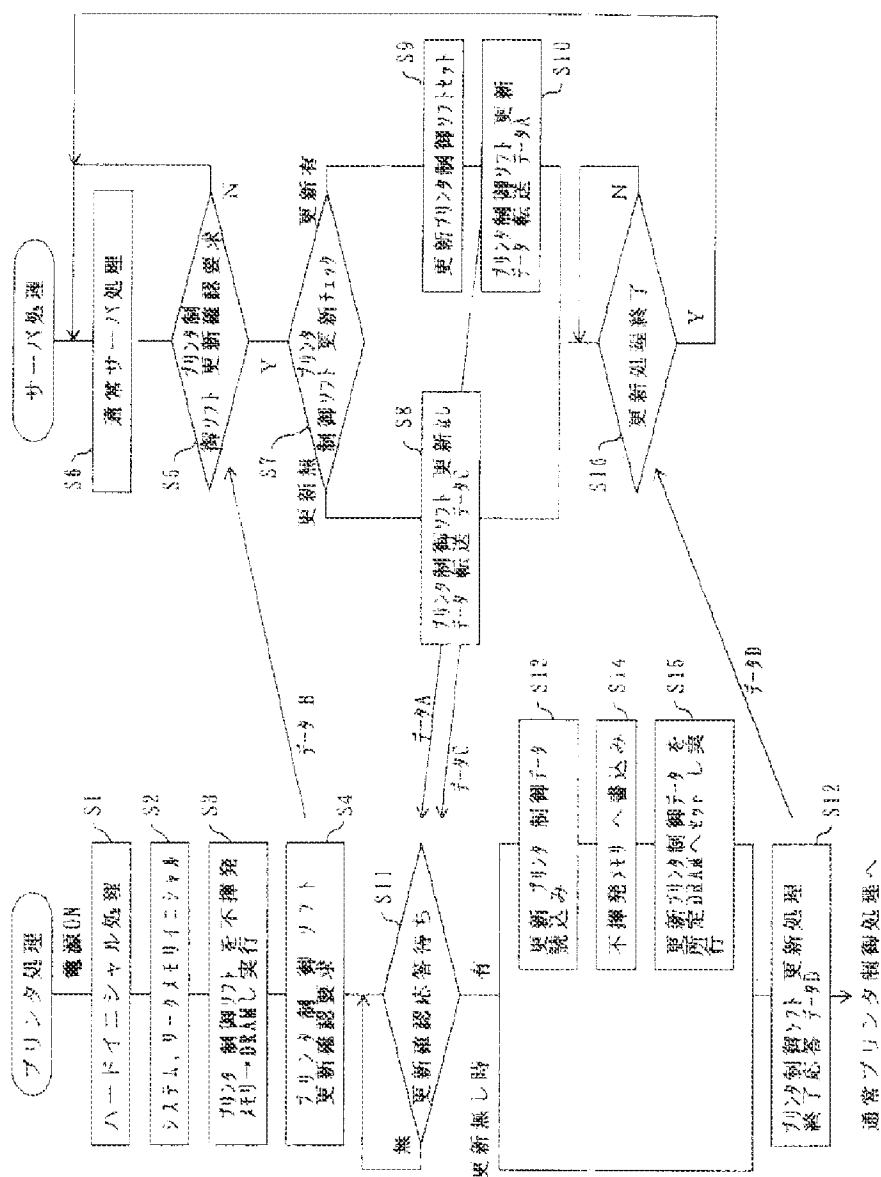 プリンタ処理
電源ON
ハードイニシャル処理
S1
システム、ワークメモリイニシャル
S2
プリンタ制御ソフトを不揮発
メモリ→DRAMし実行
S3
プリンタ制御ソフト
更新確認要求
S4
データB
更新確認応答待ち
S11
無
有
更新無し時
データA
データC
更新プリンタ制御データ
読込み
S13
不揮発メモリへ書込み
S14
更新プリンタ制御データを
所定DRAMへセットし実
行
S15
プリンタ制御ソフト更新処理
終了応答 データD
S12
データD
通常プリンタ制御処理へ
サーバ処理
通常サーバ処理
S6
プリンタ制
御ソフト更新確認要求
S5
N
Y
プリンタ
制御ソフト更新チェック
S7
更新無
更新有
プリンタ制御ソフト更新なし
データ転送 データC
S8
更新プリンタ制御ソフトセット
S9
プリンタ制御ソフト更新
データ転送 データA
S10
更新処理終了
S16
N
Y